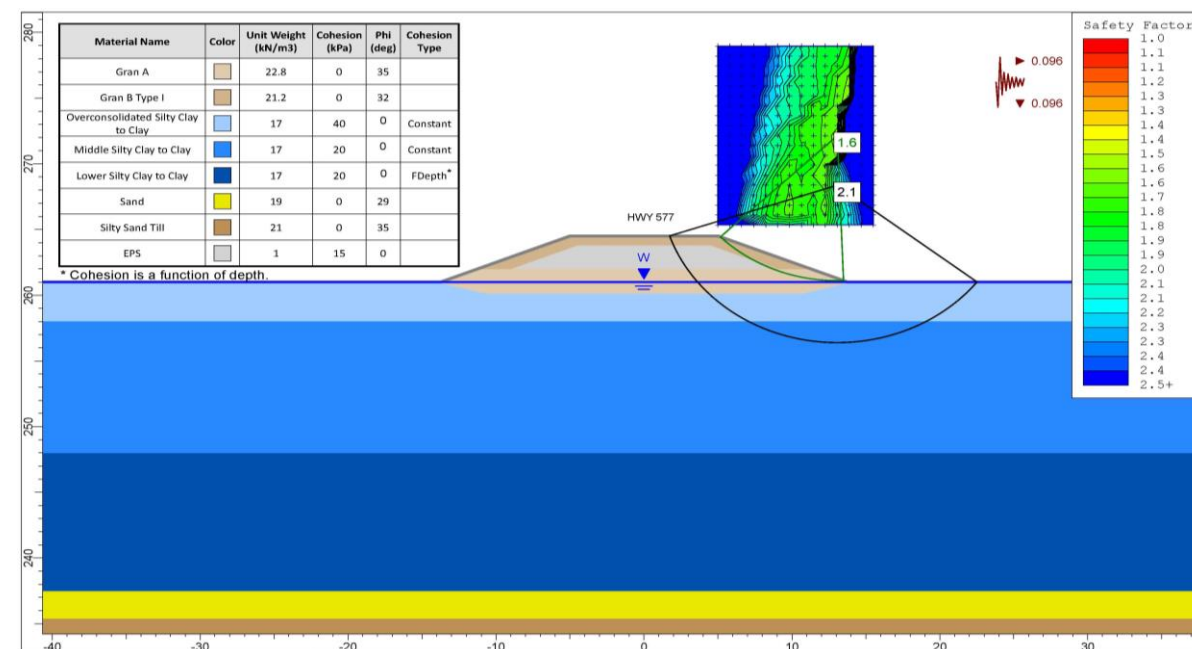 Material Name Color Unit Weight (kN/m3) Cohesion (kPa) Phi (deg) Cohesion Type
Gran A 22.8 0 35
Gran B Type I 21.2 0 32
Overconsolidated Silty Clay to Clay 17 40 0 Constant
Middle Silty Clay to Clay 17 20 0 Constant
Lower Silty Clay to Clay 17 20 0 FDepth*
Sand 19 0 29
Silty Sand Till 21 0 35
EPS 1 15 0
* Cohesion is a function of depth.
HWY 577
W
1.6
2.1
0.096
0.096
Safety Factor
1.0
1.1
1.1
1.2
1.3
1.3
1.4
1.5
1.6
1.6
1.7
1.8
1.9
2.0
2.1
2.2
2.3
2.3
2.4
2.4
2.5+
280
270
260
250
240
-40
-30
-20
-10
0
10
20
30